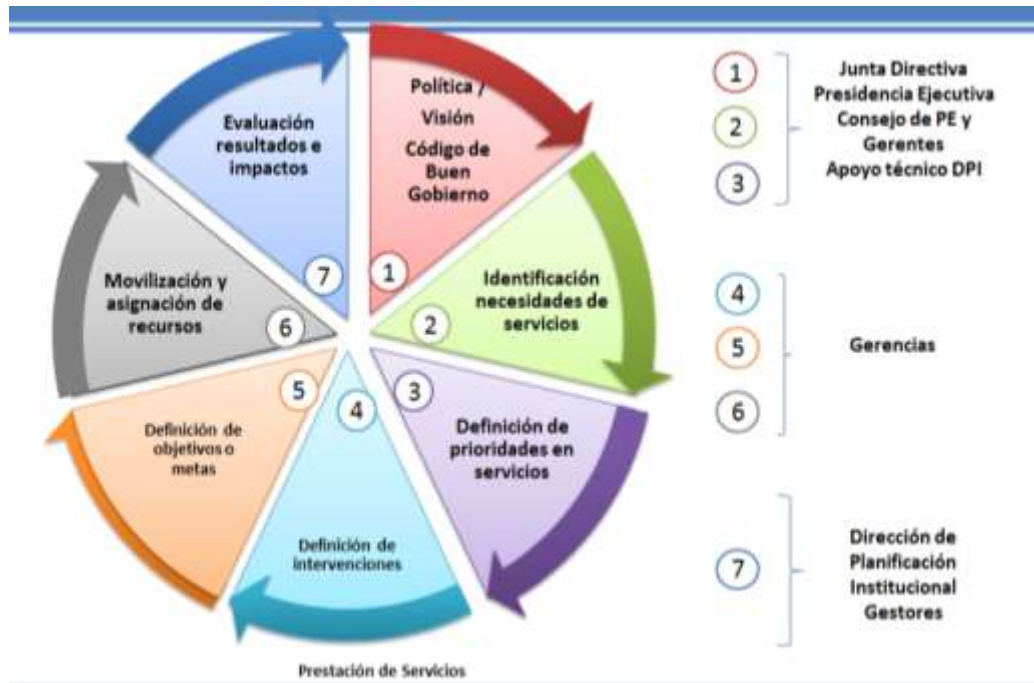 Política /
Visión
Código de
Buen
Gobierno
1
Identificación
necesidades de
servicios
2
Definición de
prioridades en
servicios
3
Definición de
intervenciones
4
Definición de
objetivos o
metas
5
Movilización y
asignación de
recursos
6
Evaluación
resultados e
impactos
7
Prestación de Servicios
1
2
3
Junta Directiva
Presidencia Ejecutiva
Consejo de PE y
Gerentes
Apoyo técnico DPI
4
5
6
Gerencias
7
Dirección de
Planificación
Institucional
Gestores